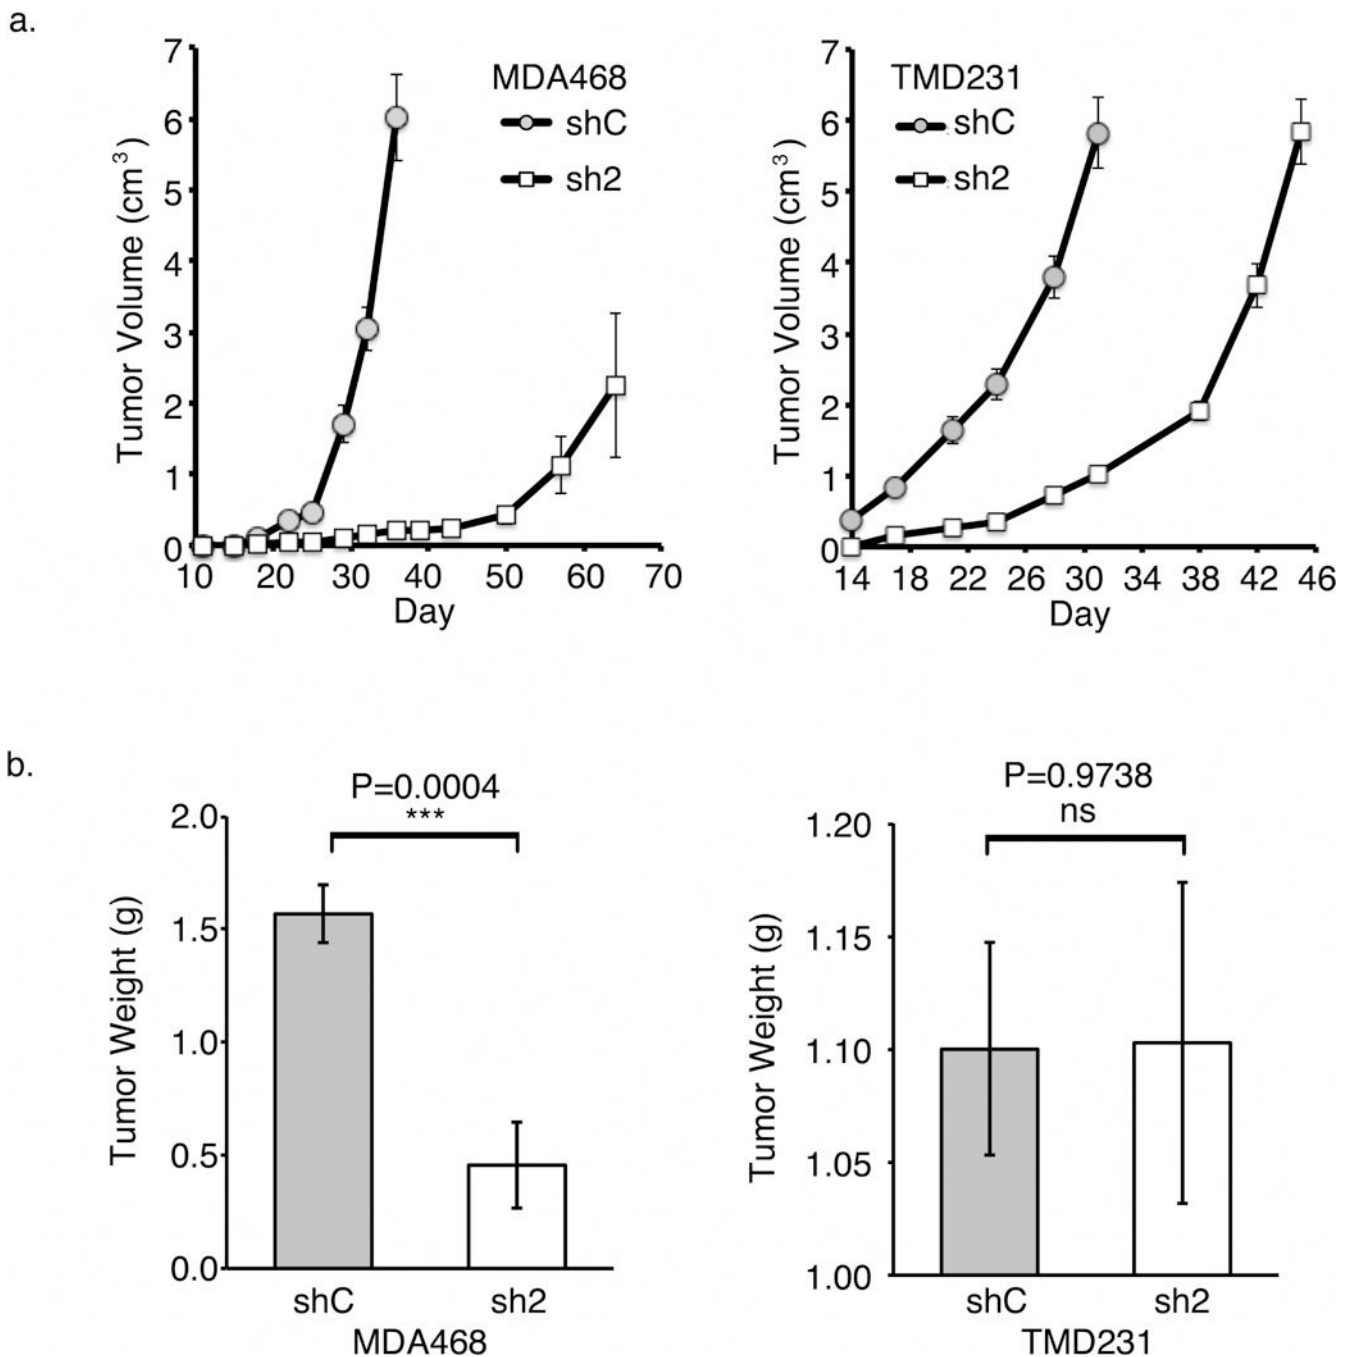 a.
MDA468
shC
sh2
Tumor Volume (cm³)
7
6
5
4
3
2
1
0
10 20 30 40 50 60 70
Day
TMD231
shC
sh2
Tumor Volume (cm³)
7
6
5
4
3
2
1
0
14 18 22 26 30 34 38 42 46
Day
b.
P=0.0004
***
Tumor Weight (g)
2.0
1.5
1.0
0.5
0.0
shC sh2
MDA468
P=0.9738
ns
Tumor Weight (g)
1.20
1.15
1.10
1.05
1.00
shC sh2
TMD231